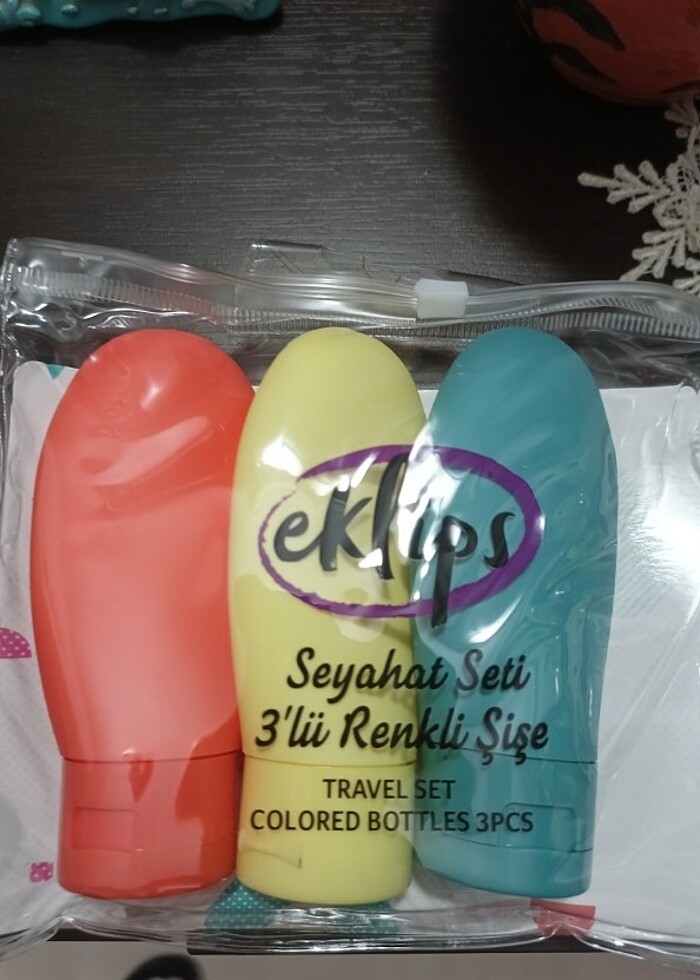 eklips
Seyahat Seti
3'lü Renkli Şişe
TRAVEL SET
COLORED BOTTLES 3PCS